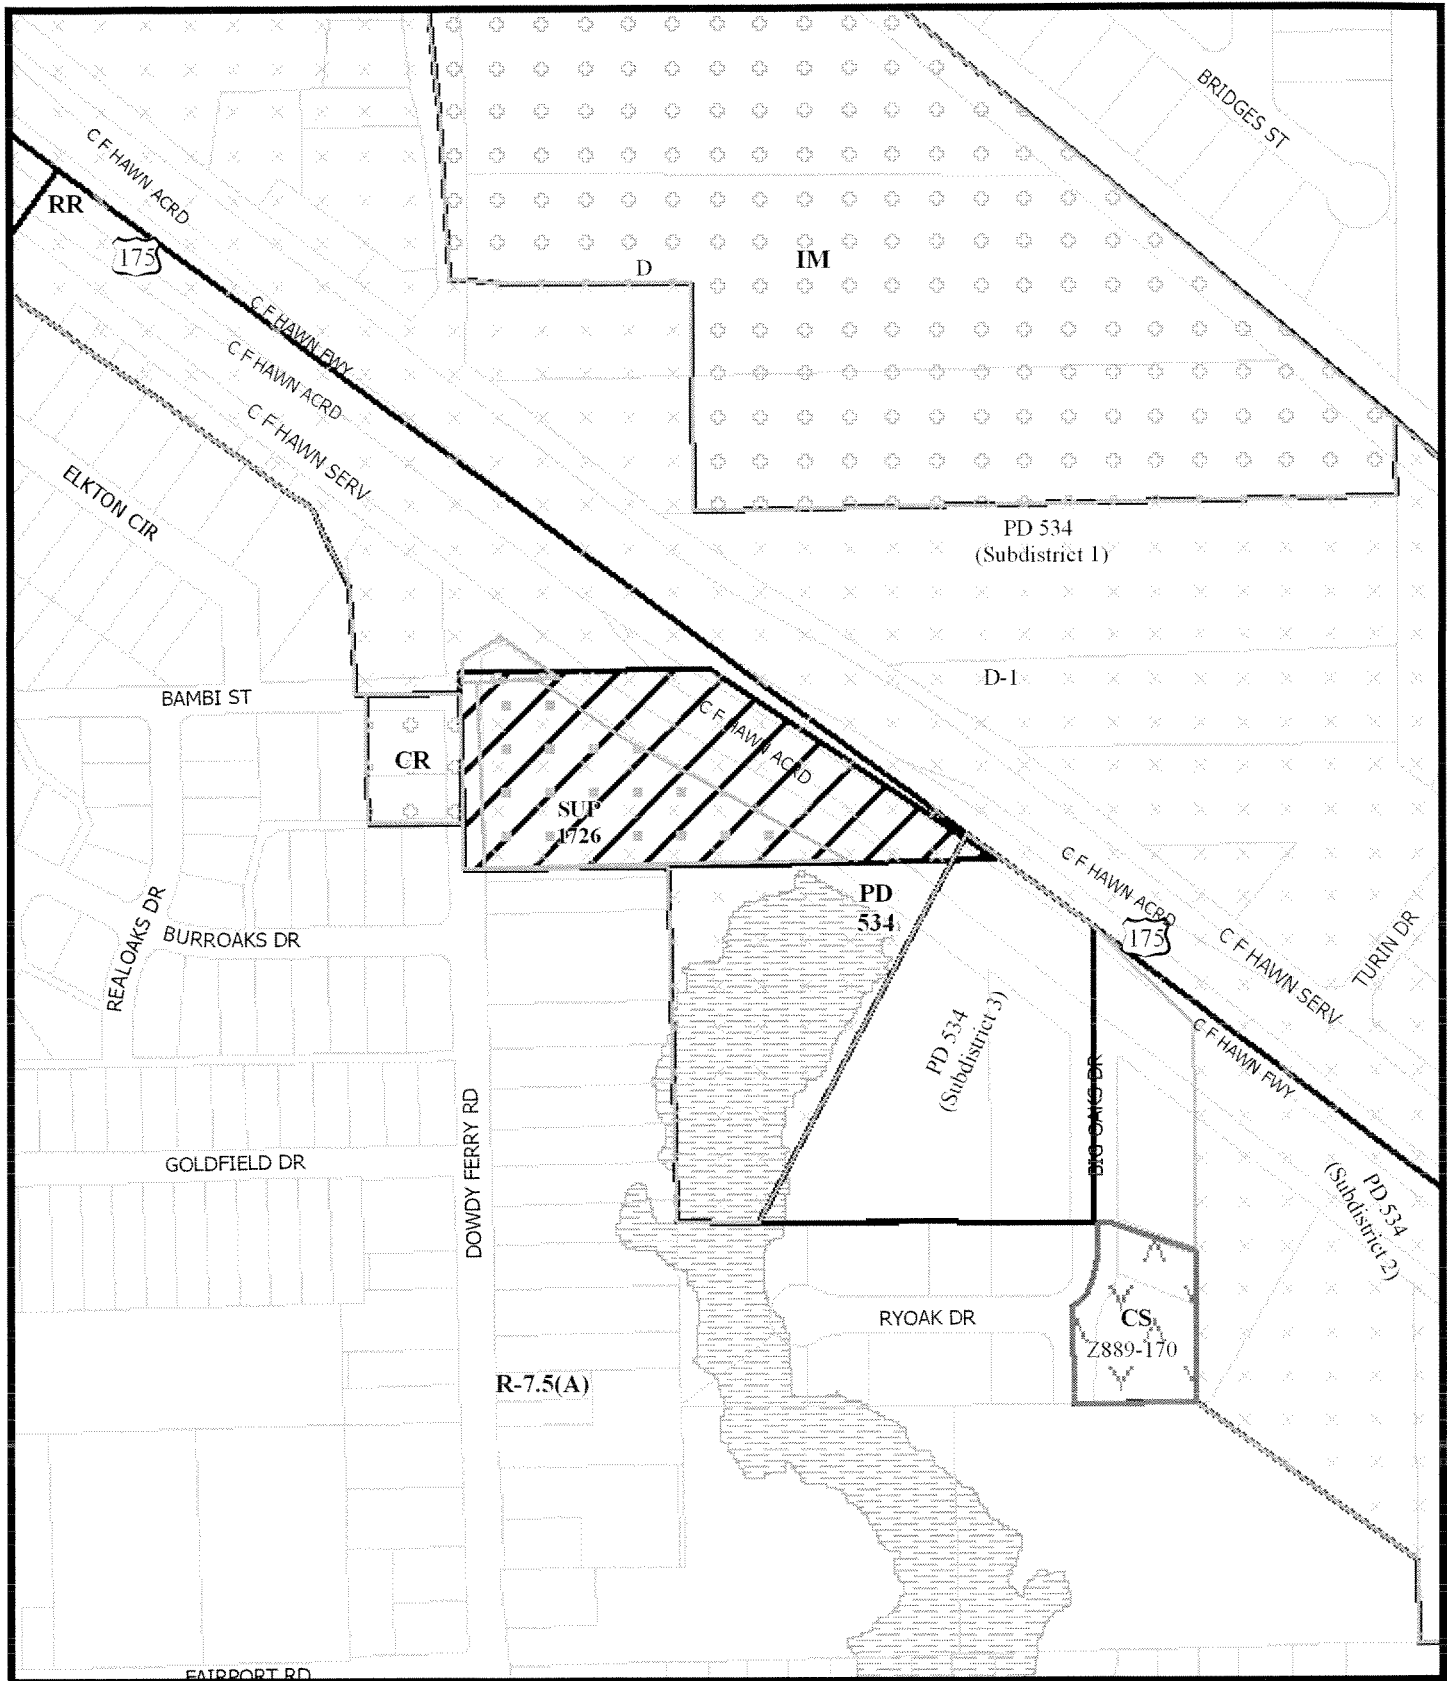 BRIDGES ST
C F HAWN ACRD
RR
175
D
IM
C F HAWN FWY
C F HAWN ACRD
C F HAWN SERV
ELKTON CIR
PD 534
(Subdistrict 1)
D-1
BAMBI ST
C F HAWN ACRD
CR
SUP
1726
C F HAWN ACRD
PD
534
175
C F HAWN SERV
TURIN DR
REALOAKS DR
BURROAKS DR
PD 534
(Subdistrict 3)
C F HAWN FWY
BIG OAKS DR
DOWDY FERRY RD
GOLDFIELD DR
PD 534
(Subdistrict 2)
RYOAK DR
CS
Z889-170
R-7.5(A)
FAIRPORT RD